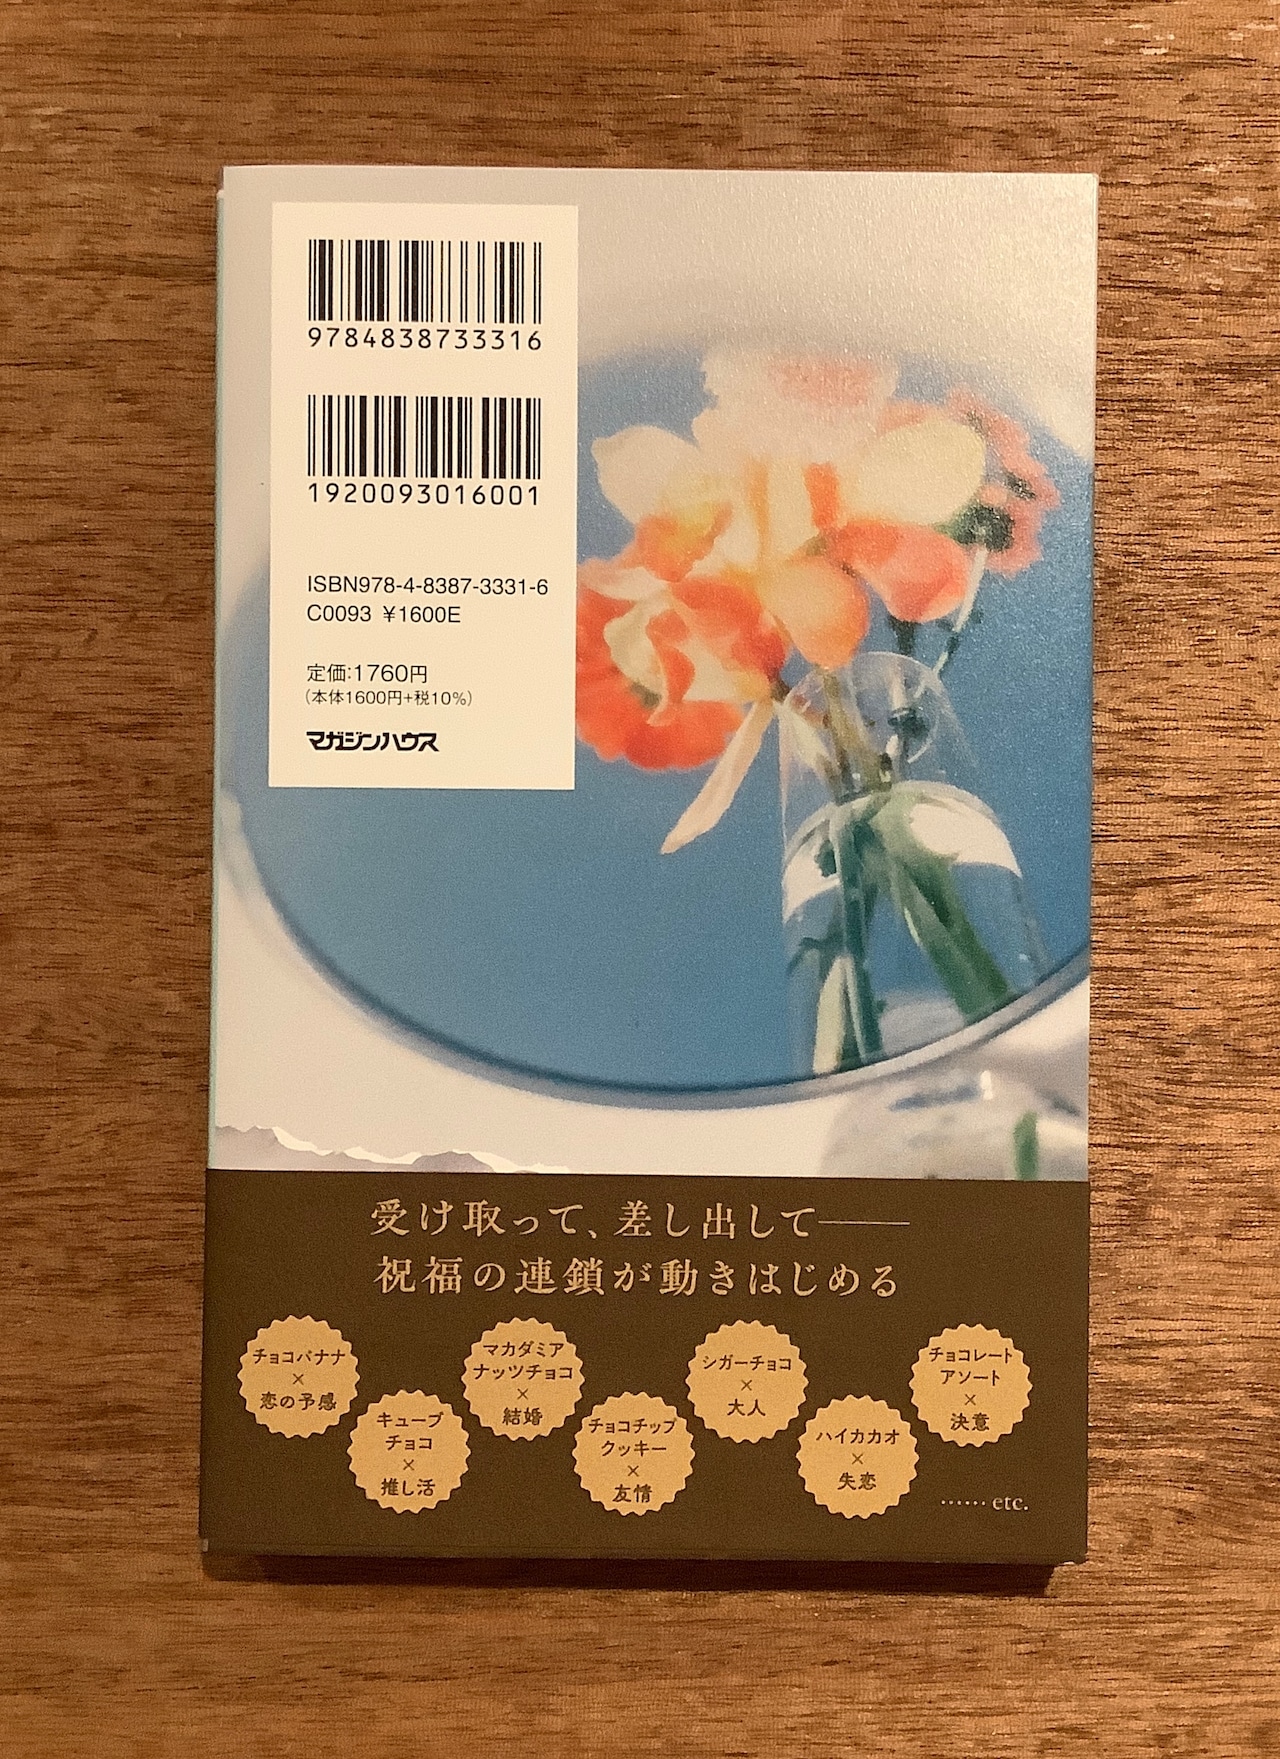 9784838733316
1920093016001
ISBN978-4-8387-3331-6
C0093 ¥1600E
定価:1760円
(本体1600円+税10%)
マガジンハウス
受け取って、差し出して――
祝福の連鎖が動きはじめる
チョコバナナ
×
恋の予感
キューブ
チョコ
×
推し活
マカダミア
ナッツチョコ
×
結婚
チョコチップ
クッキー
×
友情
シガーチョコ
×
大人
ハイカカオ
×
失恋
チョコレート
アソート
×
決意
……etc.